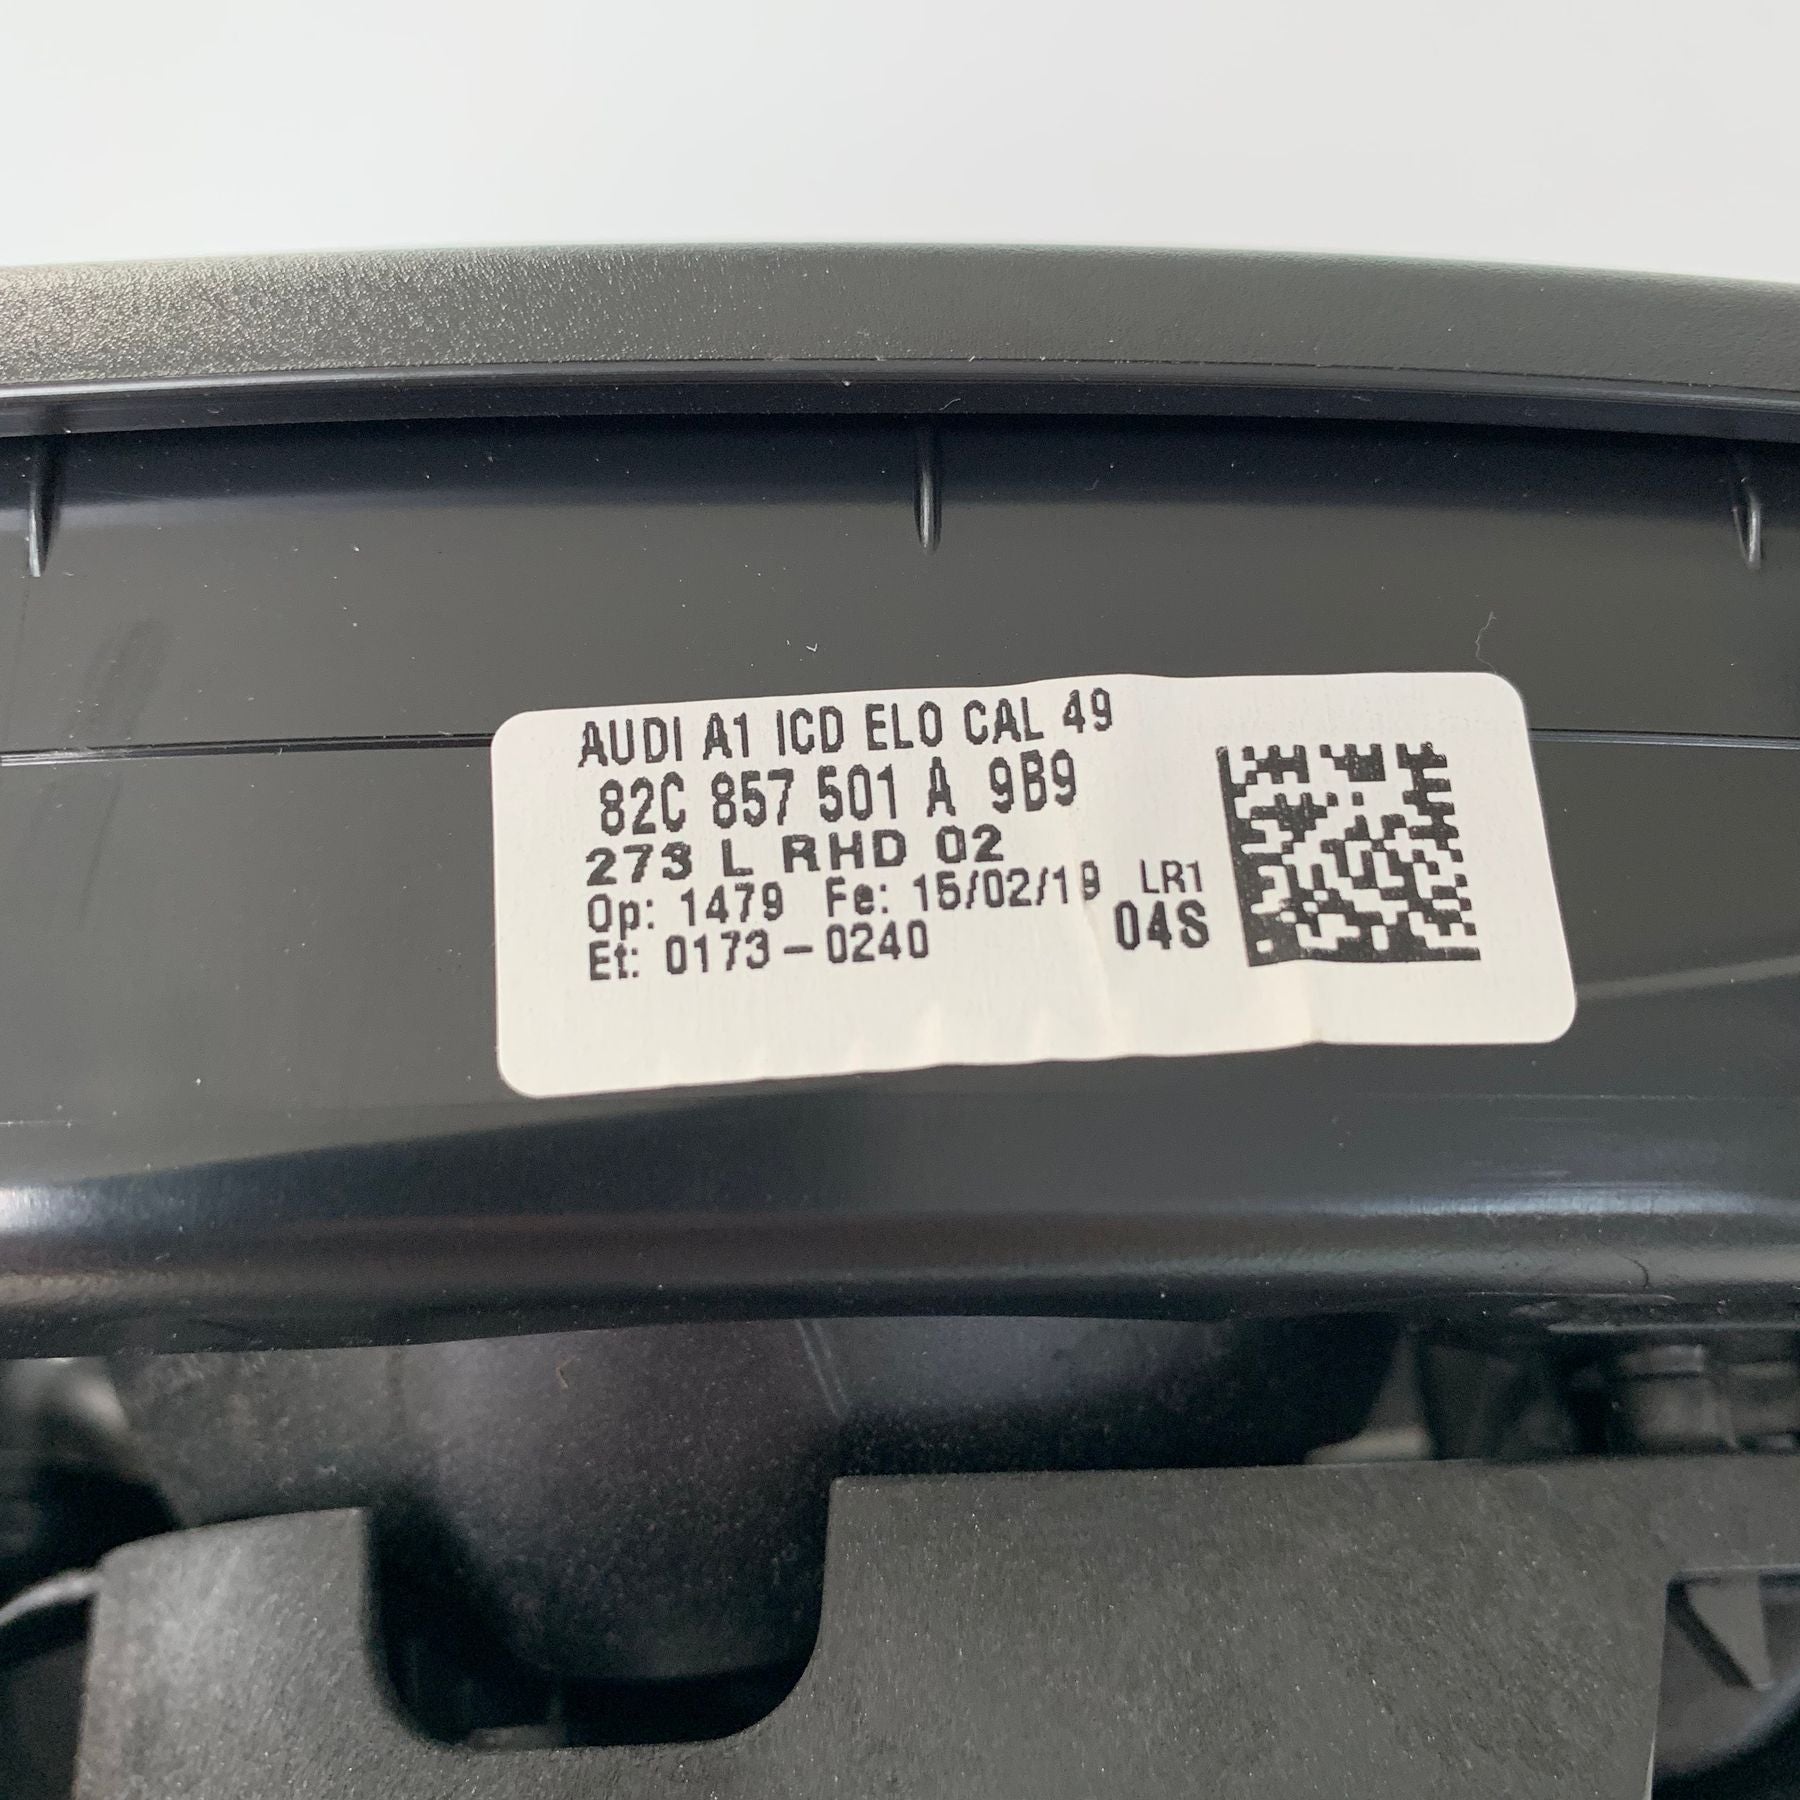 AUDI A1 ICD ELO CAL 49
82C 857 501 A 9B9
273 L RHD 02
Op: 1479 Fe: 15/02/19 LR1
Et: 0173-0240 04S